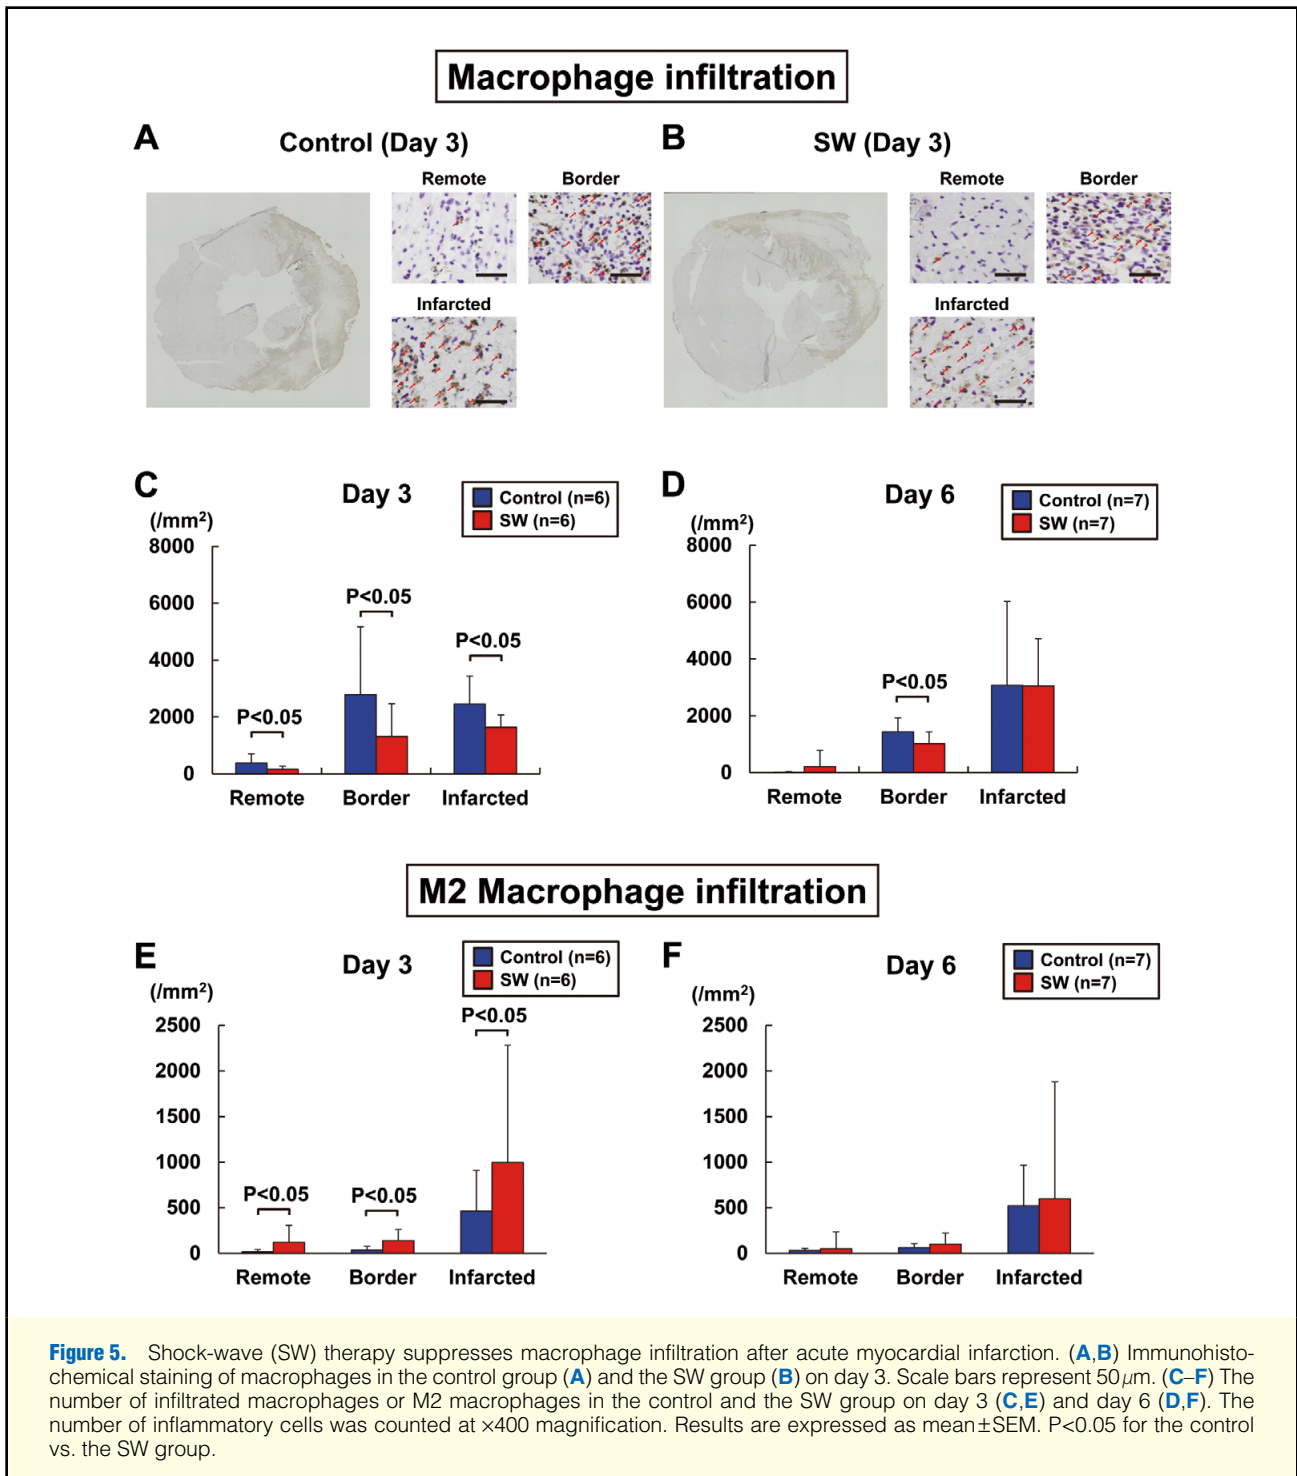 Macrophage infiltration
A
Control (Day 3)
Remote
Border
Infarcted
B
SW (Day 3)
Remote
Border
Infarcted
C
Day 3
Control (n=6)
SW (n=6)
(/mm²)
8000
6000
4000
2000
0
P<0.05
P<0.05
P<0.05
Remote
Border
Infarcted
D
Day 6
Control (n=7)
SW (n=7)
(/mm²)
8000
6000
4000
2000
0
P<0.05
Remote
Border
Infarcted
M2 Macrophage infiltration
E
Day 3
Control (n=6)
SW (n=6)
(/mm²)
2500
2000
1500
1000
500
0
P<0.05
P<0.05
P<0.05
Remote
Border
Infarcted
F
Day 6
Control (n=7)
SW (n=7)
(/mm²)
2500
2000
1500
1000
500
0
Remote
Border
Infarcted
Figure 5. Shock-wave (SW) therapy suppresses macrophage infiltration after acute myocardial infarction. (A,B) Immunohisto-
chemical staining of macrophages in the control group (A) and the SW group (B) on day 3. Scale bars represent 50μm. (C–F) The
number of infiltrated macrophages or M2 macrophages in the control and the SW group on day 3 (C,E) and day 6 (D,F). The
number of inflammatory cells was counted at ×400 magnification. Results are expressed as mean±SEM. P<0.05 for the control
vs. the SW group.